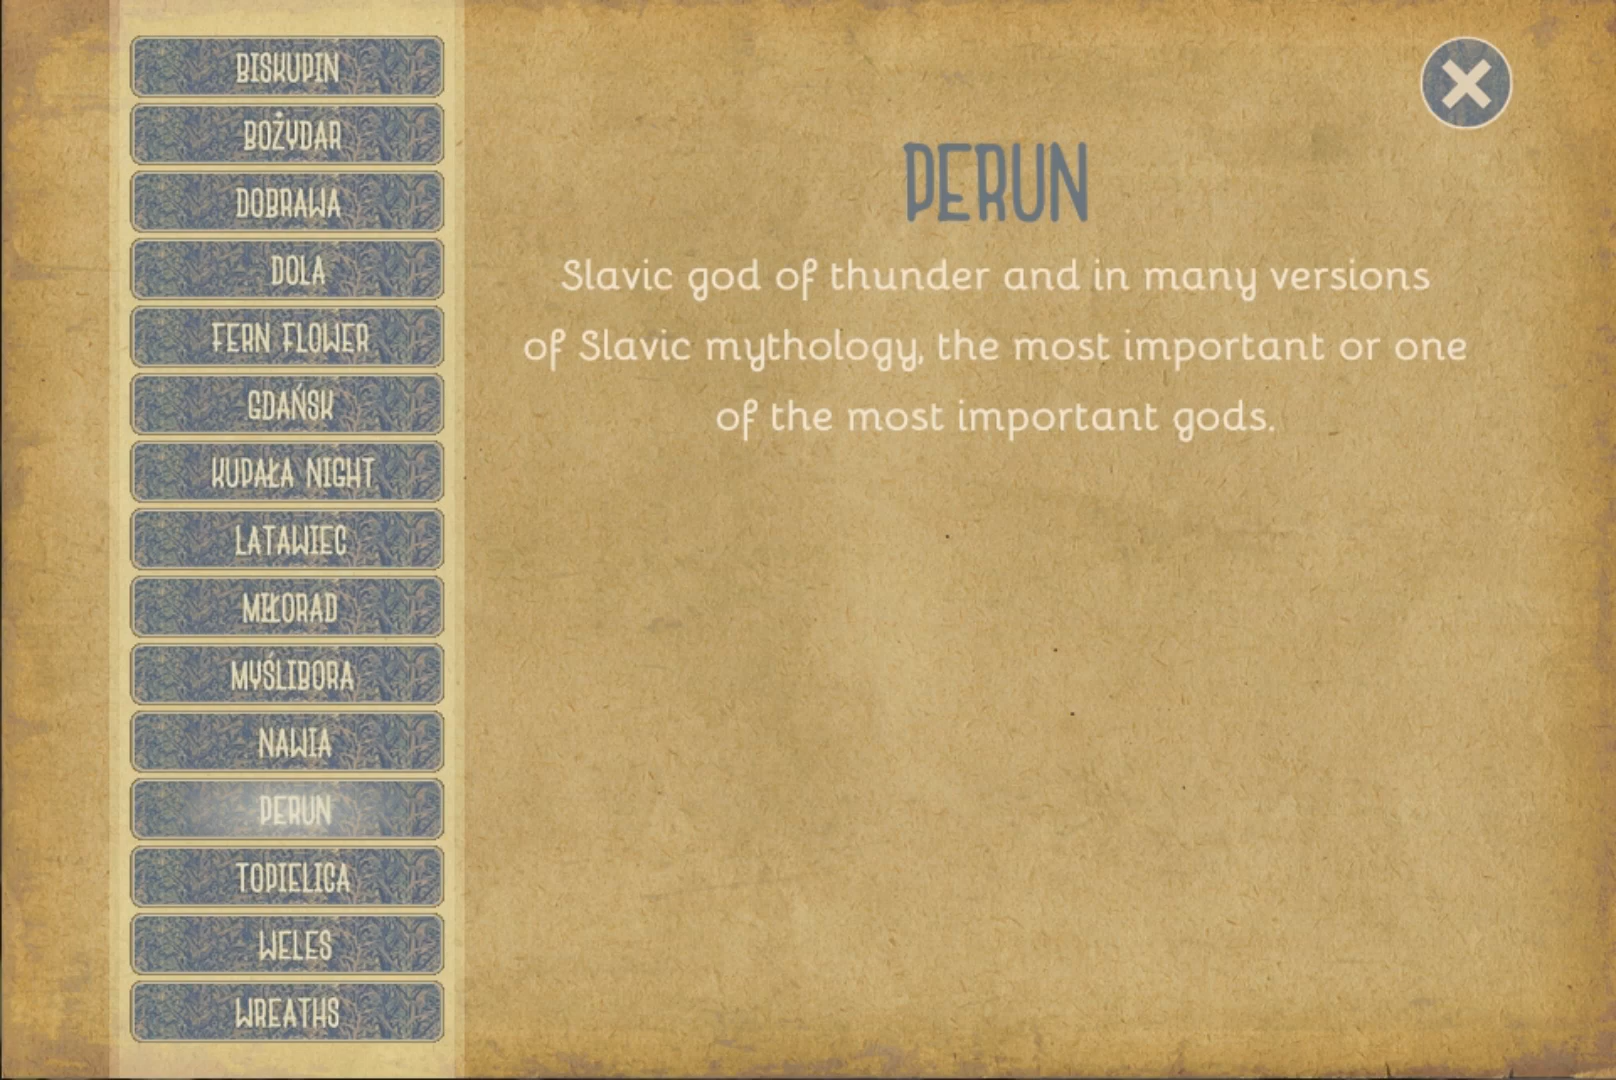 BISKUPIN
BOŻYDAR
DOBRAWA
DOLA
FERN FLOWER
GDAŃSK
KUPAŁA NIGHT
LATAWIEC
MIŁORAD
MYŚLIBORA
NAWIA
PERUN
TOPIELICA
WELES
WREATHS
PERUN
Slavic god of thunder and in many versions
of Slavic mythology, the most important or one
of the most important gods.